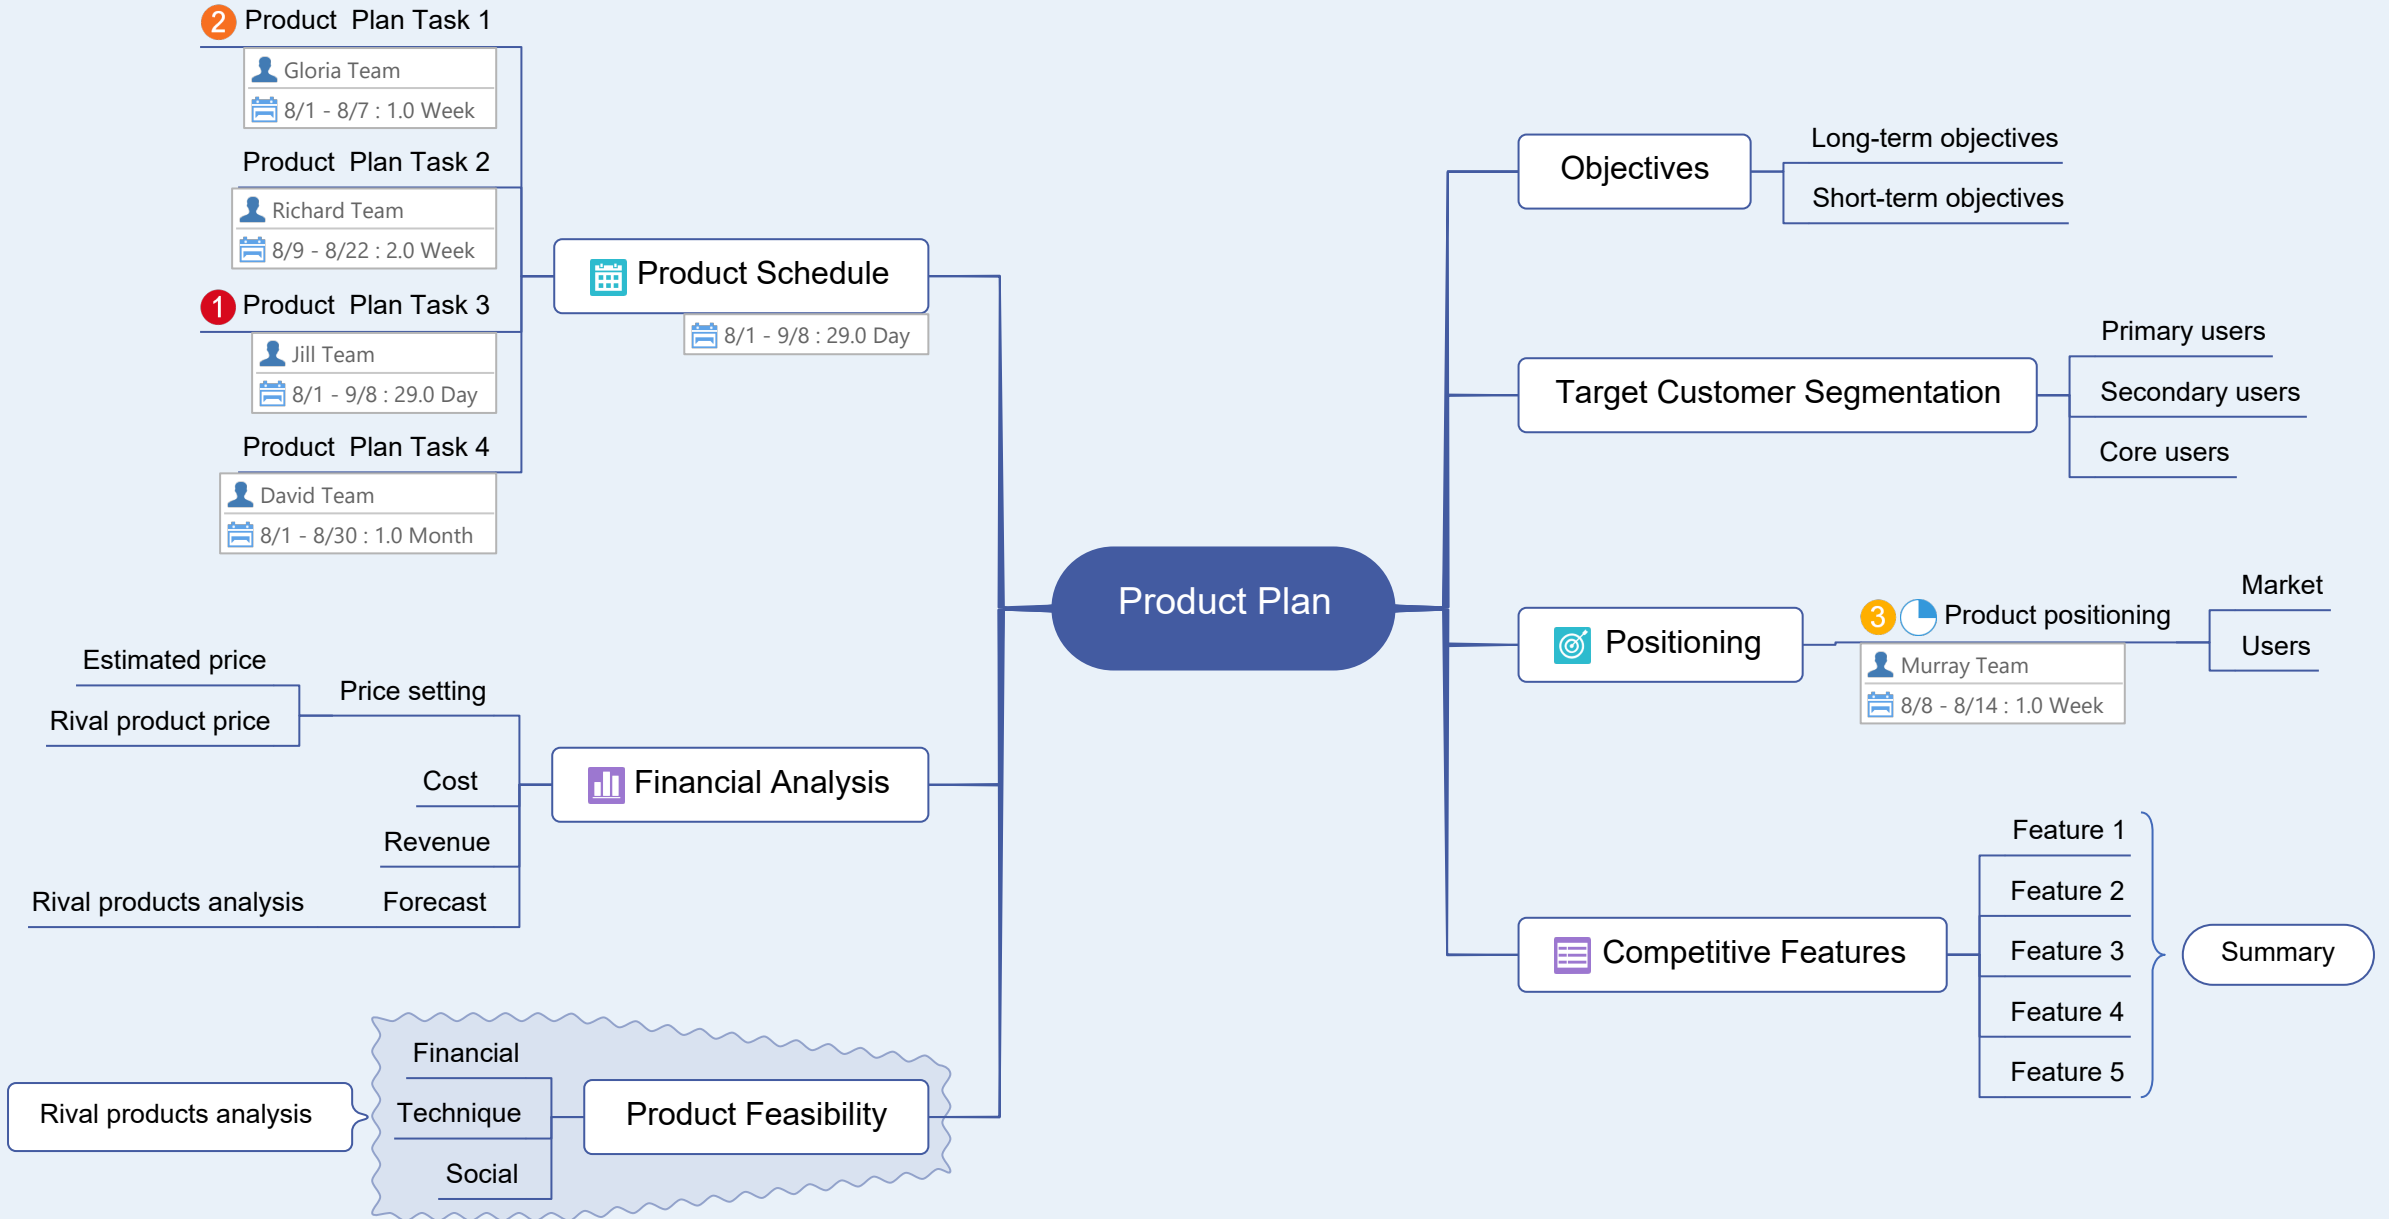 2 Product Plan Task 1
Gloria Team
8/1 - 8/7 : 1.0 Week
Product Plan Task 2
Richard Team
8/9 - 8/22 : 2.0 Week
1 Product Plan Task 3
Jill Team
8/1 - 9/8 : 29.0 Day
Product Plan Task 4
David Team
8/1 - 8/30 : 1.0 Month
Product Schedule
8/1 - 9/8 : 29.0 Day
Estimated price
Rival product price
Price setting
Cost
Revenue
Rival products analysis
Forecast
Financial Analysis
Rival products analysis
Financial
Technique
Social
Product Feasibility
Product Plan
Objectives
Long-term objectives
Short-term objectives
Target Customer Segmentation
Primary users
Secondary users
Core users
Positioning
3 Product positioning
Murray Team
8/8 - 8/14 : 1.0 Week
Market
Users
Competitive Features
Feature 1
Feature 2
Feature 3
Feature 4
Feature 5
Summary